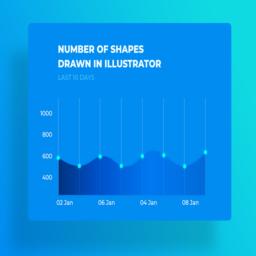 NUMBER OF SHAPES
DRAWN IN ILLUSTRATOR
LAST 16 DAYS
1000
800
600
400
02 Jan 06 Jan 04 Jan 08 Jan